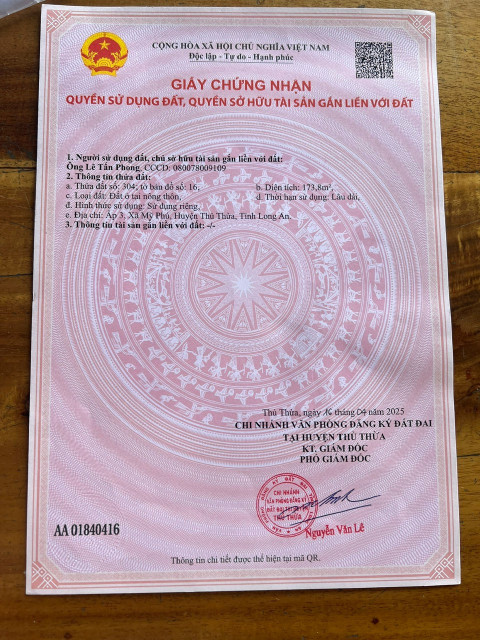 CỘNG HÒA XÃ HỘI CHỦ NGHĨA VIỆT NAM
Độc lập - Tự do - Hạnh phúc
GIẤY CHỨNG NHẬN
QUYỀN SỬ DỤNG ĐẤT, QUYỀN SỞ HỮU TÀI SẢN GẮN LIỀN VỚI ĐẤT
1. Người sử dụng đất, chủ sở hữu tài sản gắn liền với đất:
Ông Lê Tấn Phong, CCCD: 080078009109
2. Thông tin thửa đất:
a. Thửa đất số: 304; tờ bản đồ số: 16, b. Diện tích: 173,8m²,
c. Loại đất: Đất ở tại nông thôn, d. Thời hạn sử dụng: Lâu dài,
đ. Hình thức sử dụng: Sử dụng riêng,
e. Địa chỉ: Ấp 3, Xã Mỹ Phú, Huyện Thủ Thừa, Tỉnh Long An.
3. Thông tin tài sản gắn liền với đất: -/-
Thủ Thừa, ngày 16 tháng 04 năm 2025
CHI NHÁNH VĂN PHÒNG ĐĂNG KÝ ĐẤT ĐAI
TẠI HUYỆN THỦ THỪA
KT. GIÁM ĐỐC
PHÓ GIÁM ĐỐC
CHI NHÁNH
VĂN PHÒNG ĐĂNG KÝ
THỦ THỪA
Nguyễn Văn Lê
AA 01840416
Thông tin chi tiết được thể hiện tại mã QR.